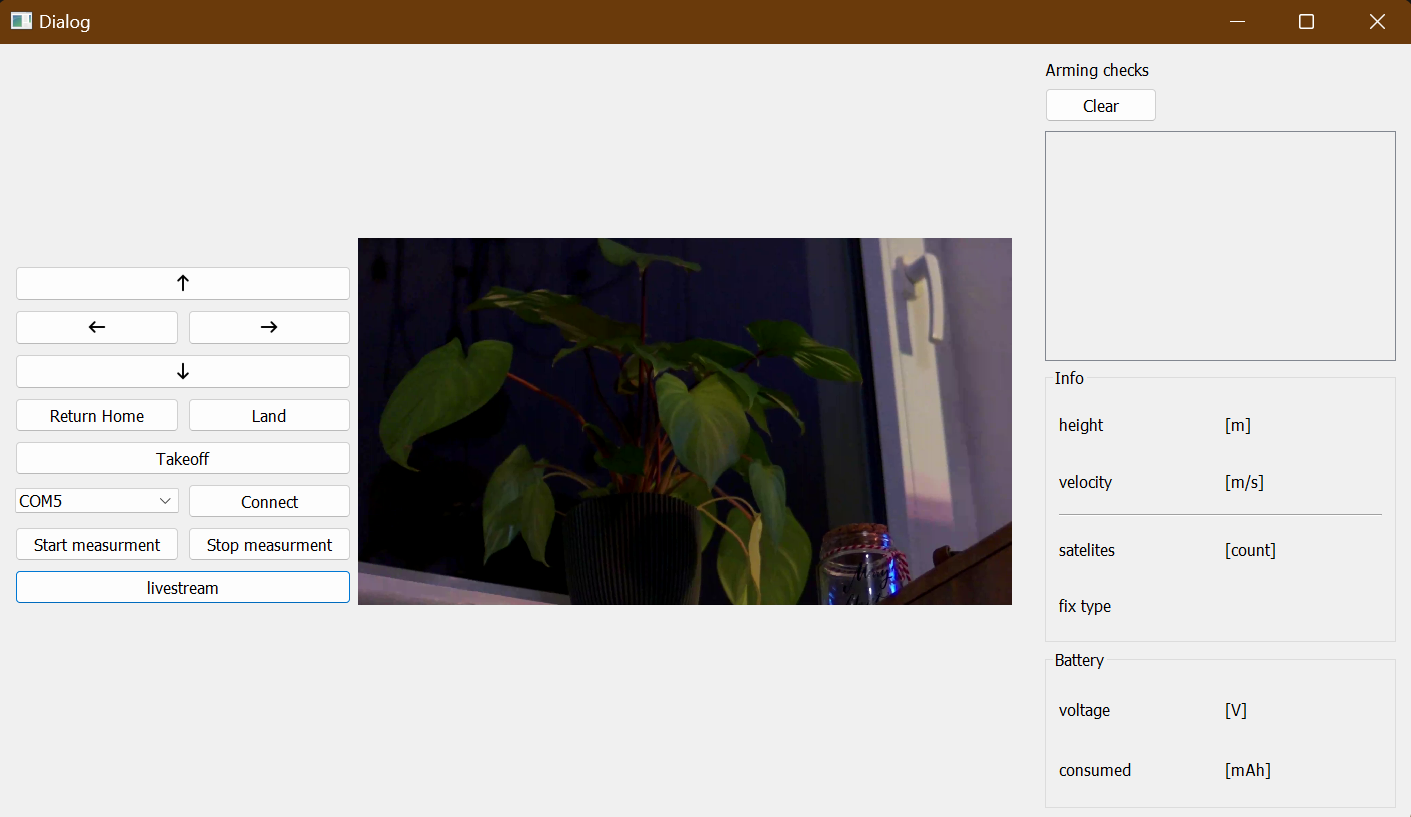 Dialog
↑
← →
↓
Return Home Land
Takeoff
COM5 Connect
Start measurment Stop measurment
livestream
Arming checks
Clear
Info
height [m]
velocity [m/s]
satelites [count]
fix type
Battery
voltage [V]
consumed [mAh]